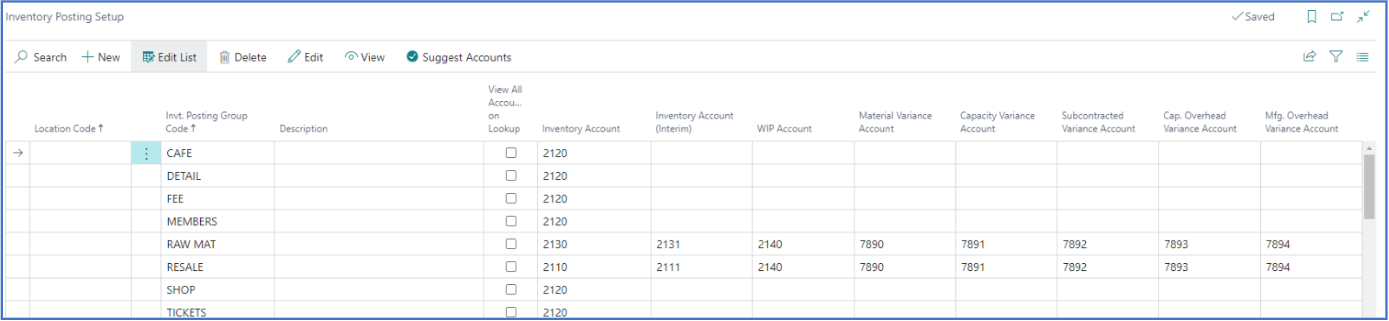 Inventory Posting Setup
Saved
Search New Edit List Delete Edit View Suggest Accounts
View All
Accou...
Invt. Posting Group on Inventory Account Material Variance Capacity Variance Subcontracted Cap. Overhead Mfg. Overhead
Location Code ↑ Code ↑ Description Lookup Inventory Account (Interim) WIP Account Account Account Variance Account Variance Account Variance Account
CAFE 2120
DETAIL 2120
FEE 2120
MEMBERS 2120
RAW MAT 2130 2131 2140 7890 7891 7892 7893 7894
RESALE 2110 2111 2140 7890 7891 7892 7893 7894
SHOP 2120
TICKETS 2120